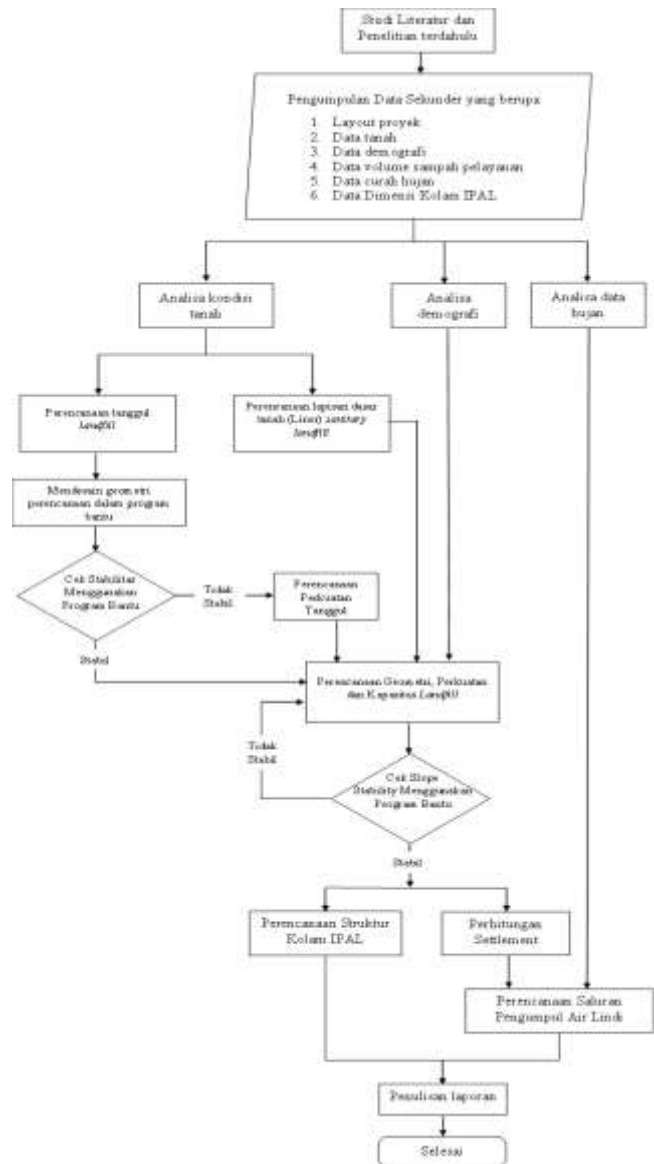 Studi Literatur dan
Penelitian terdahulu
Pengumpulan Data Sekunder yang berupa
1. Layout proyek
2. Data tanah
3. Data demografi
4. Data volume sampah pelayanan
5. Data curah hujan
6. Data Dimensi Kolam IPAL
Analisa kondisi
tanah
Analisa
demografi
Analisa data
hujan
Perencanaan tanggul
landfill
Perencanaan lapisan dasar
tanah (Liner) sanitary
landfill
Mendesain geometri
perencanaan dalam program
bantu
Cek Stabilitas
Menggunakan
Program Bantu
Tidak
Stabil
Perencanaan
Perkuatan
Tanggul
Stabil
Perencanaan Geometri, Perkuatan
dan Kapasitas Landfill
Tidak
Stabil
Cek Slope
Stability Menggunakan
Program Bantu
Stabil
Perencanaan Struktur
Kolam IPAL
Perhitungan
Settlement
Perencanaan Saluran
Pengumpul Air Lindi
Penulisan laporan
Selesai